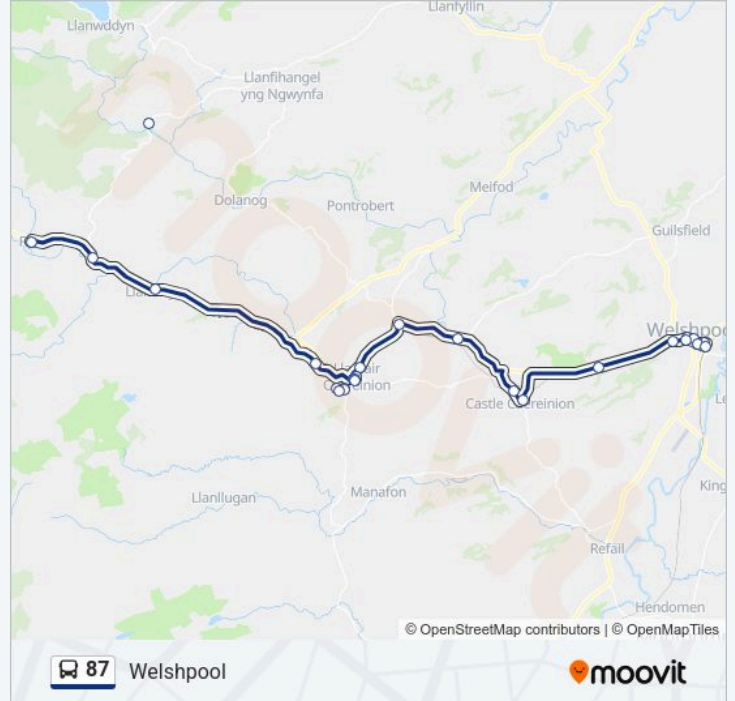 Llanfyllin
Llanwddyn
Llanfihangel
yng Ngwynfa
Meifod
Dolanog
Pontrobert
Guilsfield
Welshpoo
Castle Caereinion
Llanllugan
Manafon
King
Refail
Hendomen
© OpenStreetMap contributors | © OpenMapTiles
87 Welshpool
moovit